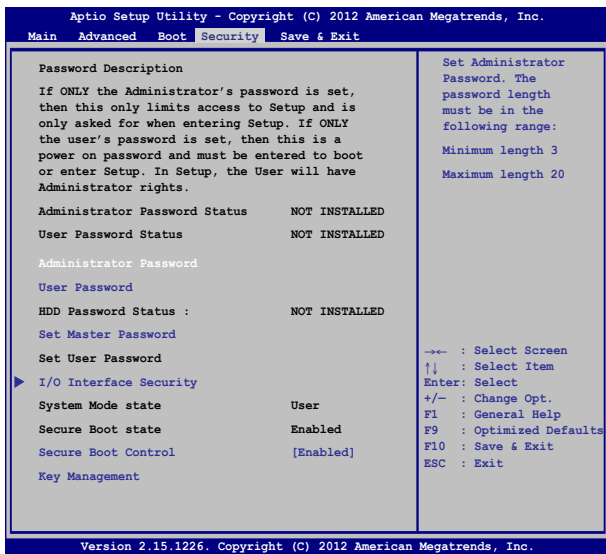 Aptio Setup Utility - Copyright (C) 2012 American Megatrends, Inc.
Main Advanced Boot Security Save & Exit
Password Description
If ONLY the Administrator's password is set,
then this only limits access to Setup and is
only asked for when entering Setup. If ONLY
the user's password is set, then this is a
power on password and must be entered to boot
or enter Setup. In Setup, the User will have
Administrator rights.
Administrator Password Status NOT INSTALLED
User Password Status NOT INSTALLED
Administrator Password
User Password
HDD Password Status : NOT INSTALLED
Set Master Password
Set User Password
I/O Interface Security
System Mode state User
Secure Boot state Enabled
Secure Boot Control [Enabled]
Key Management
Set Administrator
Password. The
password length
must be in the
following range:
Minimum length 3
Maximum length 20
→← : Select Screen
↑↓ : Select Item
Enter: Select
+/— : Change Opt.
F1 : General Help
F9 : Optimized Defaults
F10 : Save & Exit
ESC : Exit
Version 2.15.1226. Copyright (C) 2012 American Megatrends, Inc.